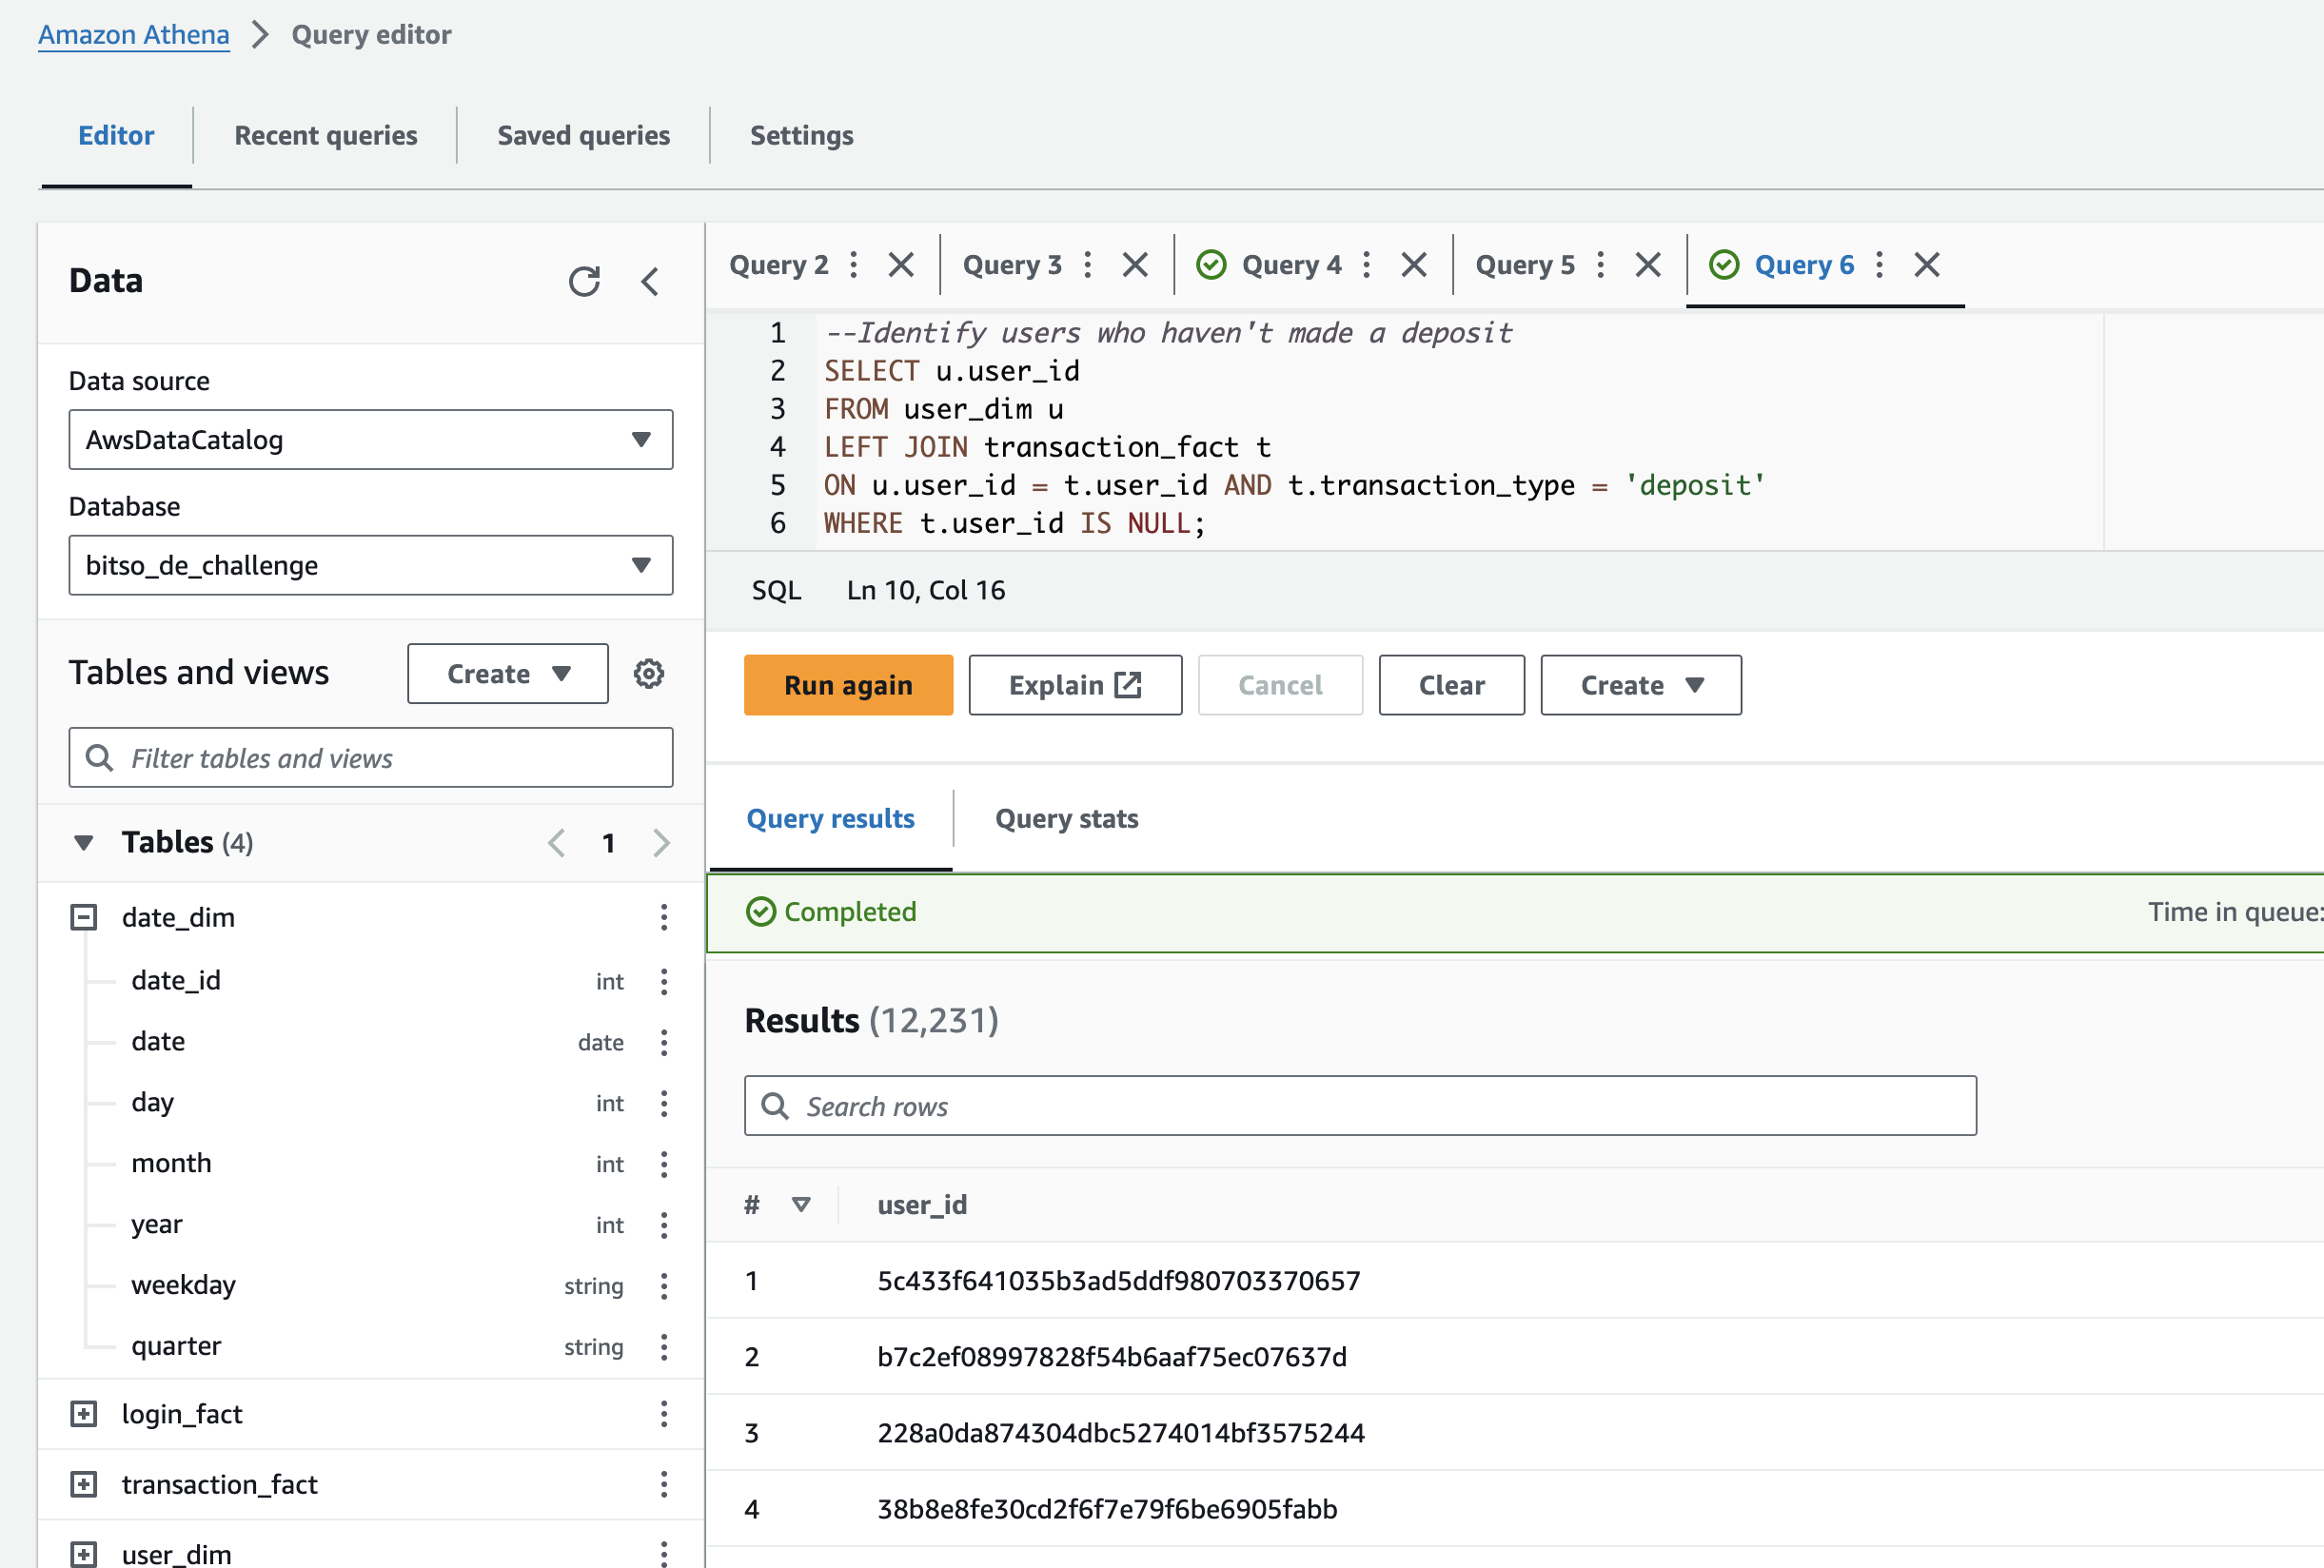 Amazon Athena > Query editor
Editor
Recent queries
Saved queries
Settings
Data
Data source
AwsDataCatalog
Database
bitso_de_challenge
Tables and views
Create
Filter tables and views
Tables (4)
1
date_dim
date_id int
date date
day int
month int
year int
weekday string
quarter string
login_fact
transaction_fact
user_dim
Query 2
Query 3
Query 4
Query 5
Query 6
1 --Identify users who haven't made a deposit
2 SELECT u.user_id
3 FROM user_dim u
4 LEFT JOIN transaction_fact t
5 ON u.user_id = t.user_id AND t.transaction_type = 'deposit'
6 WHERE t.user_id IS NULL;
SQL Ln 10, Col 16
Run again
Explain
Cancel
Clear
Create
Query results
Query stats
Completed
Time in queue:
Results (12,231)
Search rows
# user_id
1 5c433f641035b3ad5ddf980703370657
2 b7c2ef08997828f54b6aaf75ec07637d
3 228a0da874304dbc5274014bf3575244
4 38b8e8fe30cd2f6f7e79f6be6905fabb